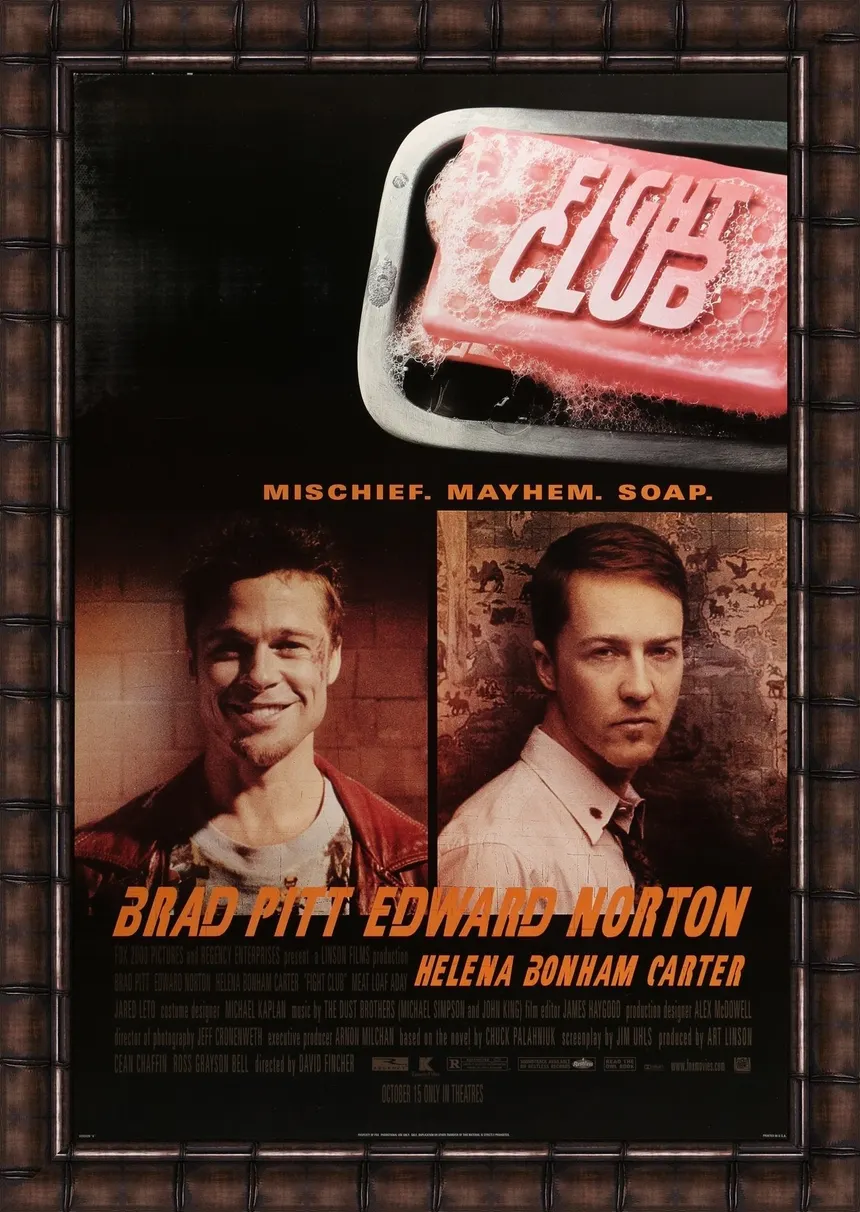 FIGHT
CLUB
MISCHIEF. MAYHEM. SOAP.
BRAD PITT EDWARD NORTON
HELENA BONHAM CARTER
FOX 2000 PICTURES and REGENCY ENTERPRISES present a LINSON FILMS production
BRAD PITT EDWARD NORTON HELENA BONHAM CARTER "FIGHT CLUB" MEAT LOAF ADAY
JARED LETO costume designer MICHAEL KAPLAN music by THE DUST BROTHERS (MICHAEL SIMPSON and JOHN KING) film editor JAMES HAYGOOD production designer ALEX McDOWELL
director of photography JEFF CRONENWETH executive producer ARNON MILCHAN based on the novel by CHUCK PALAHNIUK screenplay by JIM UHLS produced by ART LINSON
CEAN CHAFFIN ROSS GRAYSON BELL directed by DAVID FINCHER R READ THE
OCTOBER 15 ONLY IN THEATRES